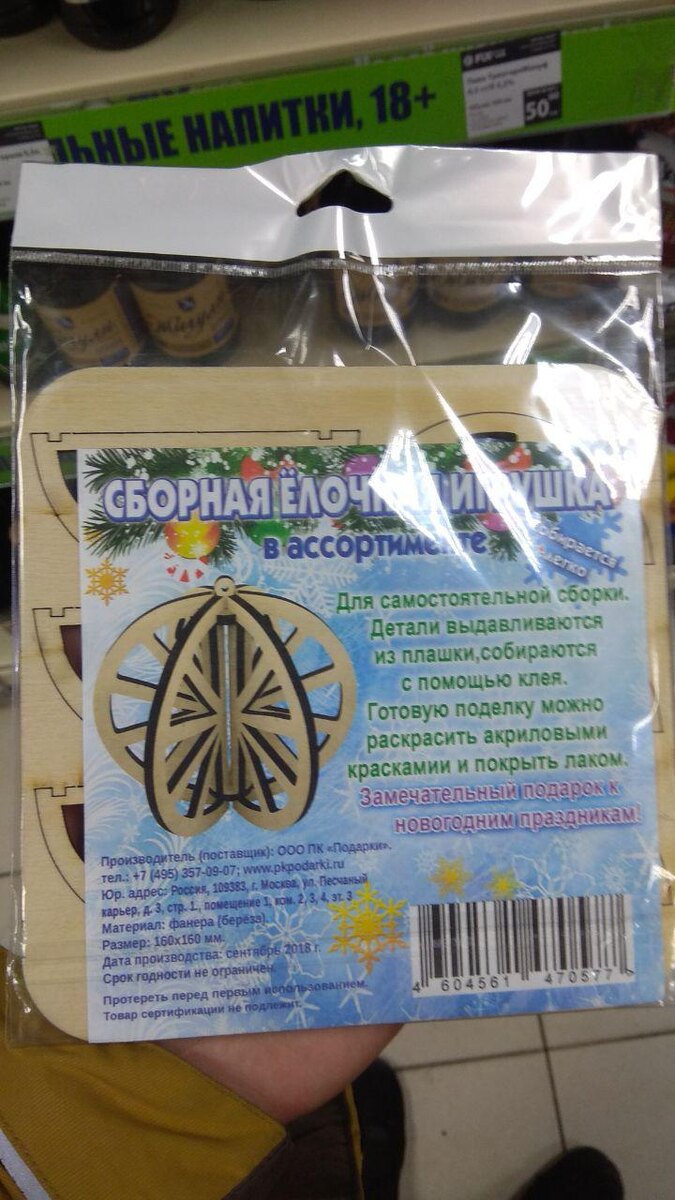 ЬНЫЕ НАПИТКИ, 18+
50
СБОРНАЯ ЁЛОЧНАЯ ИГРУШКА
в ассортименте
собирается
легко
Для самостоятельной сборки.
Детали выдавливаются
из плашки,собираются
с помощью клея.
Готовую поделку можно
раскрасить акриловыми
краскамии и покрыть лаком.
Замечательный подарок к
новогодним праздникам!
Производитель (поставщик): ООО ПК «Подарки».
тел.: +7 (495) 357-09-07; www.pkpodarki.ru
Юр. адрес: Россия, 109383, г. Москва, ул. Песчаный
карьер, д. 3, стр. 1., помещение 1, ком. 2, 3, 4, эт. 3
Материал: фанера (берёза).
Размер: 160х160 мм.
Дата производства: сентябрь 2018 г.
Срок годности не ограничен.
Протереть перед первым использованием.
Товар сертификации не подлежит.
4 604561 470577